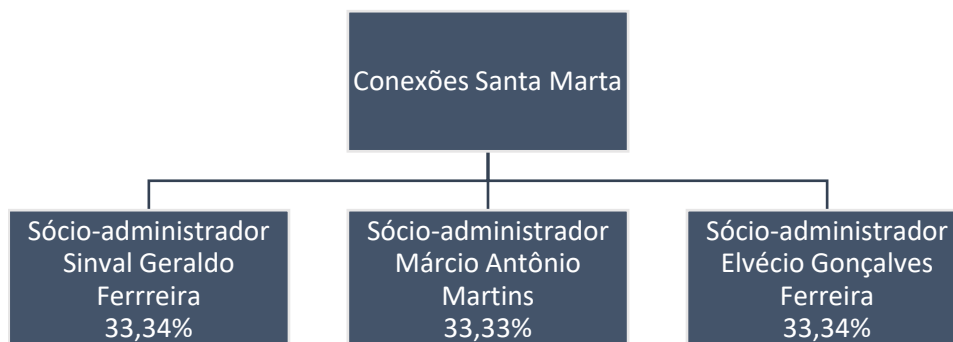 Conexões Santa Marta
Sócio-administrador
Sinval Geraldo
Ferrreira
33,34%
Sócio-administrador
Márcio Antônio
Martins
33,33%
Sócio-administrador
Elvécio Gonçalves
Ferreira
33,34%